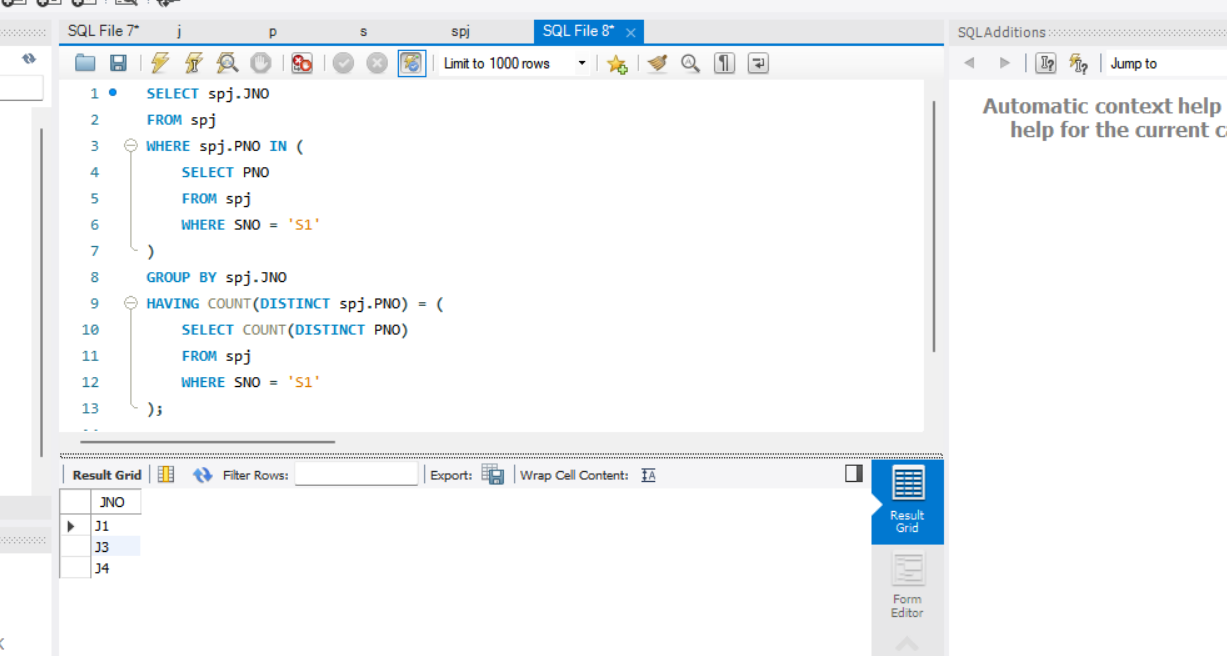 SQL File 7* j p s spj SQL File 8* ×
SQLAdditions
Limit to 1000 rows
Jump to
1 SELECT spj.JNO
2 FROM spj
3 WHERE spj.PNO IN (
4 SELECT PNO
5 FROM spj
6 WHERE SNO = 'S1'
7 )
8 GROUP BY spj.JNO
9 HAVING COUNT(DISTINCT spj.PNO) = (
10 SELECT COUNT(DISTINCT PNO)
11 FROM spj
12 WHERE SNO = 'S1'
13 );
Automatic context help
help for the current
Result Grid Filter Rows: Export: Wrap Cell Content: IA
JNO
J1
J3
J4
Result
Grid
Form
Editor